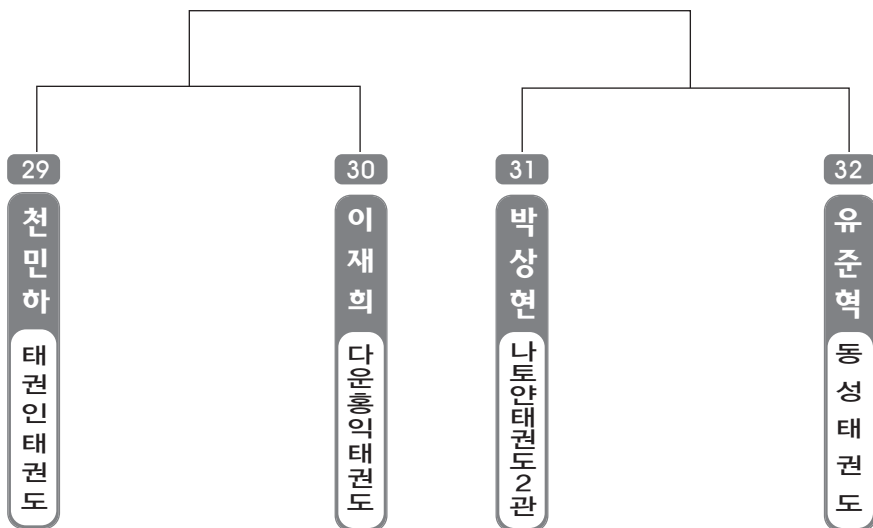 29
천민하
태권인태권도
30
이재희
다운홍익태권도
31
박상현
나토얀태권도2관
32
유준혁
동성태권도